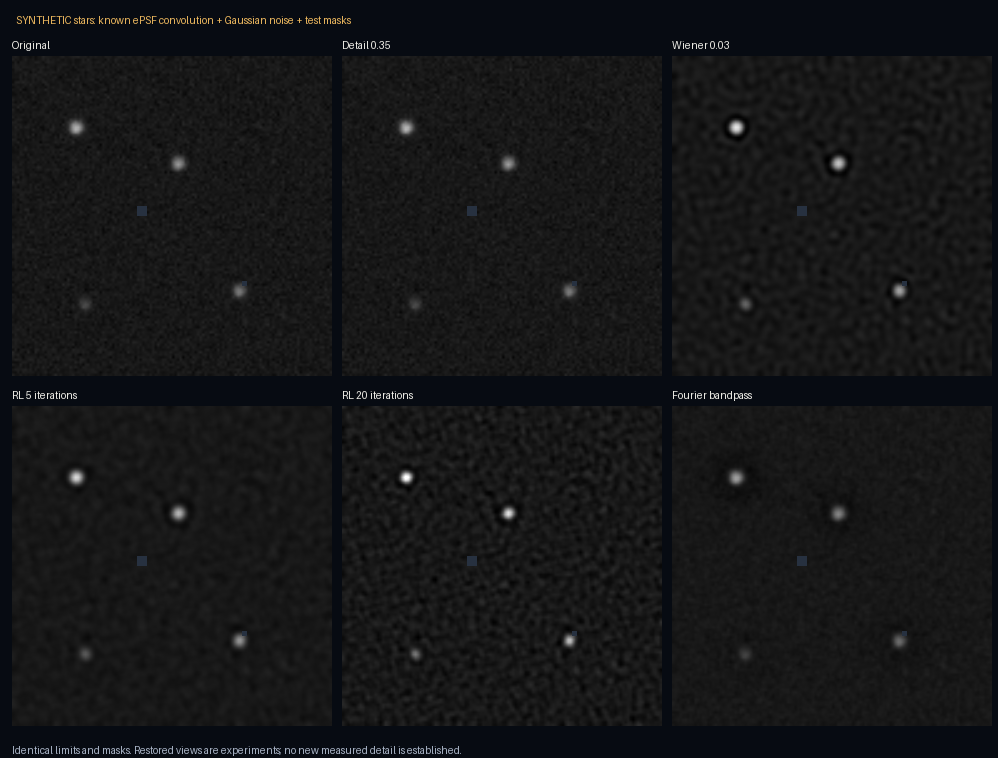 SYNTHETIC stars: known ePSF convolution + Gaussian noise + test masks
Original
Detail 0.35
Wiener 0.03
RL 5 iterations
RL 20 iterations
Fourier bandpass
Identical limits and masks. Restored views are experiments; no new measured detail is established.